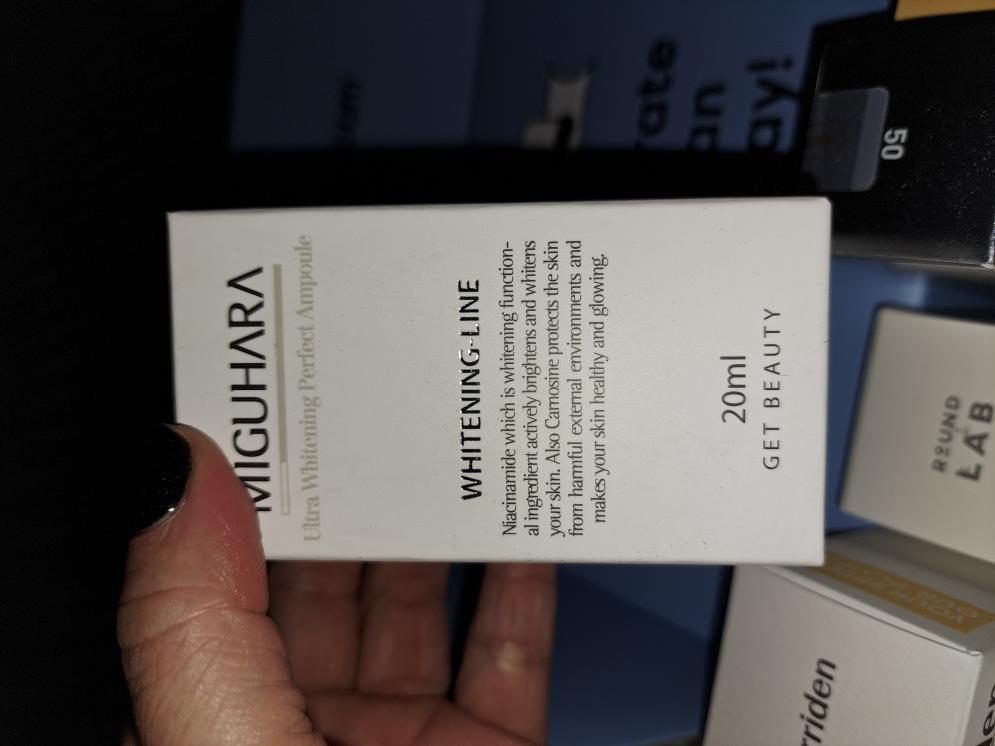 MIGUHARA
Ultra Whitening Perfect Ampoule
WHITENING-LINE
Niacinamide which is whitening function-
al ingredient actively brightens and whitens
your skin. Also Carnosine protects the skin
from harmful external environments and
makes your skin healthy and glowing.
20ml
GET BEAUTY
50
ROUND
LAB